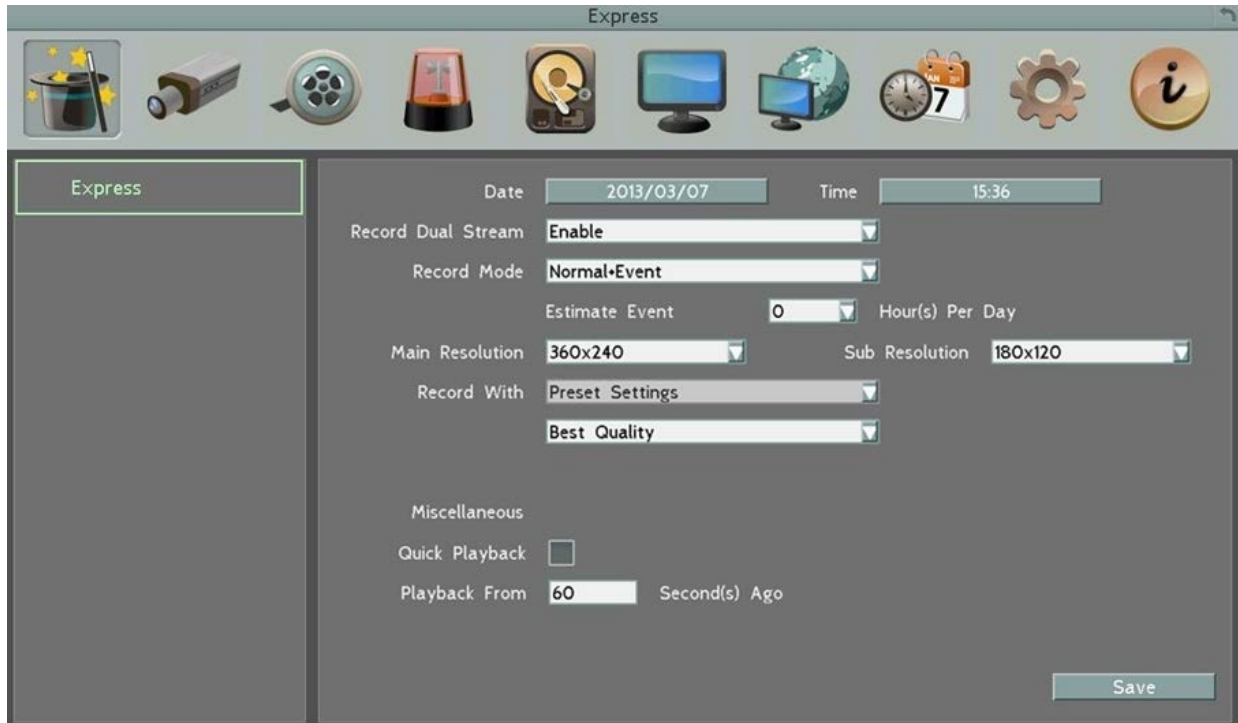 Express
JAN
7
i
Express
Date 2013/03/07 Time 15:36
Record Dual Stream Enable
Record Mode Normal+Event
Estimate Event 0 Hour(s) Per Day
Main Resolution 360x240 Sub Resolution 180x120
Record With Preset Settings
Best Quality
Miscellaneous
Quick Playback
Playback From 60 Second(s) Ago
Save